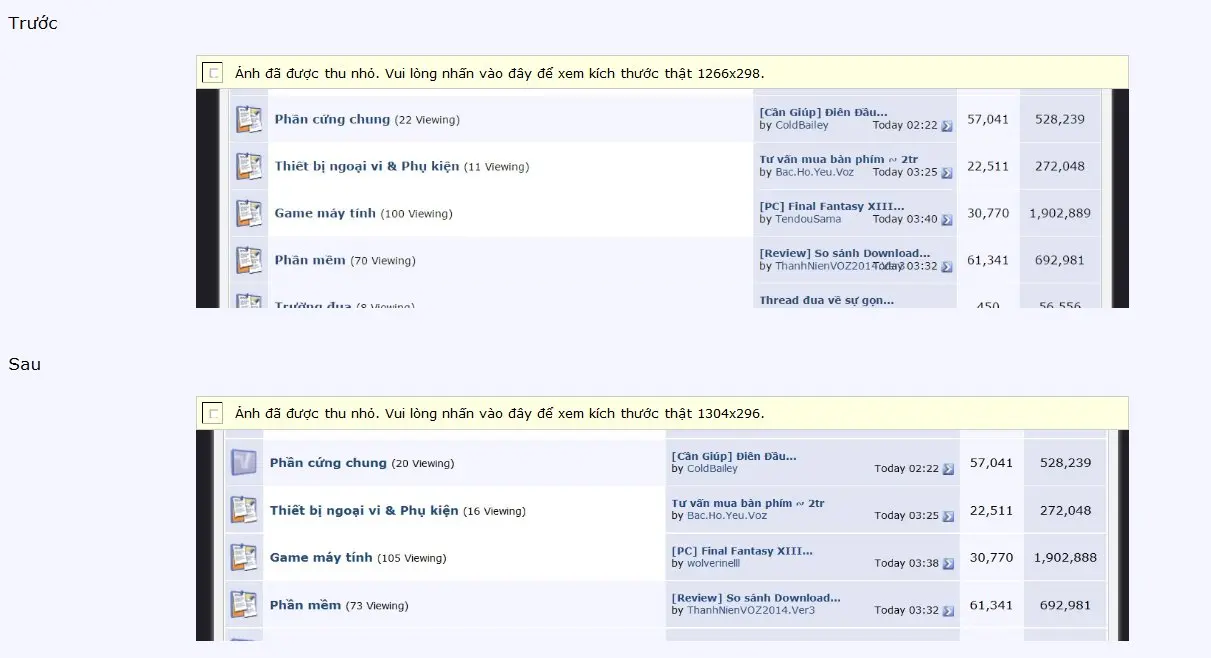 Trước
Ảnh đã được thu nhỏ. Vui lòng nhấn vào đây để xem kích thước thật 1266x298.
Phần cứng chung (22 Viewing)
[Cần Giúp] Điên Đầu...
by ColdBailey Today 02:22
57,041 528,239
Thiết bị ngoại vi & Phụ kiện (11 Viewing)
Tư vấn mua bàn phím ~ 2tr
by Bac.Ho.Yeu.Voz Today 03:25
22,511 272,048
Game máy tính (100 Viewing)
[PC] Final Fantasy XIII...
by TendouSama Today 03:40
30,770 1,902,889
Phần mềm (70 Viewing)
[Review] So sánh Download...
by ThanhNienVOZ2014.Ver3 Today 03:32
61,341 692,981
Trường đua (8 Viewing)
Thread đua về sự gọn...
450 56,556
Sau
Ảnh đã được thu nhỏ. Vui lòng nhấn vào đây để xem kích thước thật 1304x296.
Phần cứng chung (20 Viewing)
[Cần Giúp] Điên Đầu...
by ColdBailey Today 02:22
57,041 528,239
Thiết bị ngoại vi & Phụ kiện (16 Viewing)
Tư vấn mua bàn phím ~ 2tr
by Bac.Ho.Yeu.Voz Today 03:25
22,511 272,048
Game máy tính (105 Viewing)
[PC] Final Fantasy XIII...
by wolverinelll Today 03:38
30,770 1,902,888
Phần mềm (73 Viewing)
[Review] So sánh Download...
by ThanhNienVOZ2014.Ver3 Today 03:32
61,341 692,981